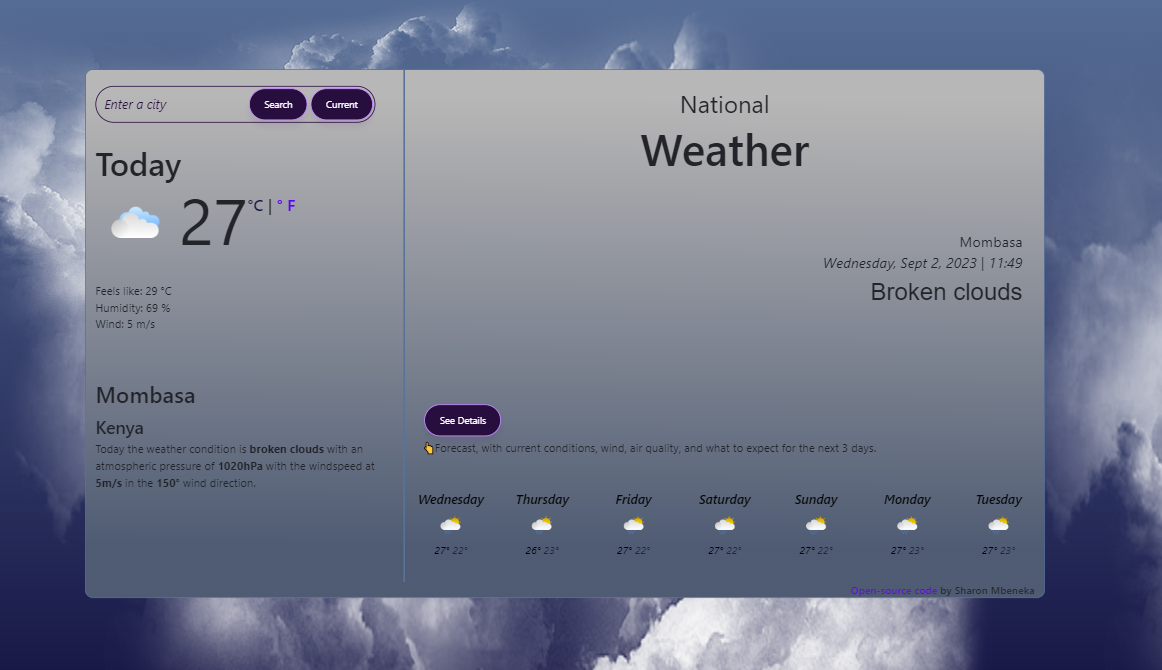 Enter a city
Search
Current
Today
27 °C | ° F
Feels like: 29 °C
Humidity: 69 %
Wind: 5 m/s
Mombasa
Kenya
Today the weather condition is broken clouds with an
atmospheric pressure of 1020hPa with the windspeed at
5m/s in the 150° wind direction.
National
Weather
Mombasa
Wednesday, Sept 2, 2023 | 11:49
Broken clouds
See Details
👆Forecast, with current conditions, wind, air quality, and what to expect for the next 3 days.
Wednesday Thursday Friday Saturday Sunday Monday Tuesday
27° 22° 26° 23° 27° 22° 27° 22° 27° 22° 27° 23° 27° 23°
Open-source code by Sharon Mbeneka